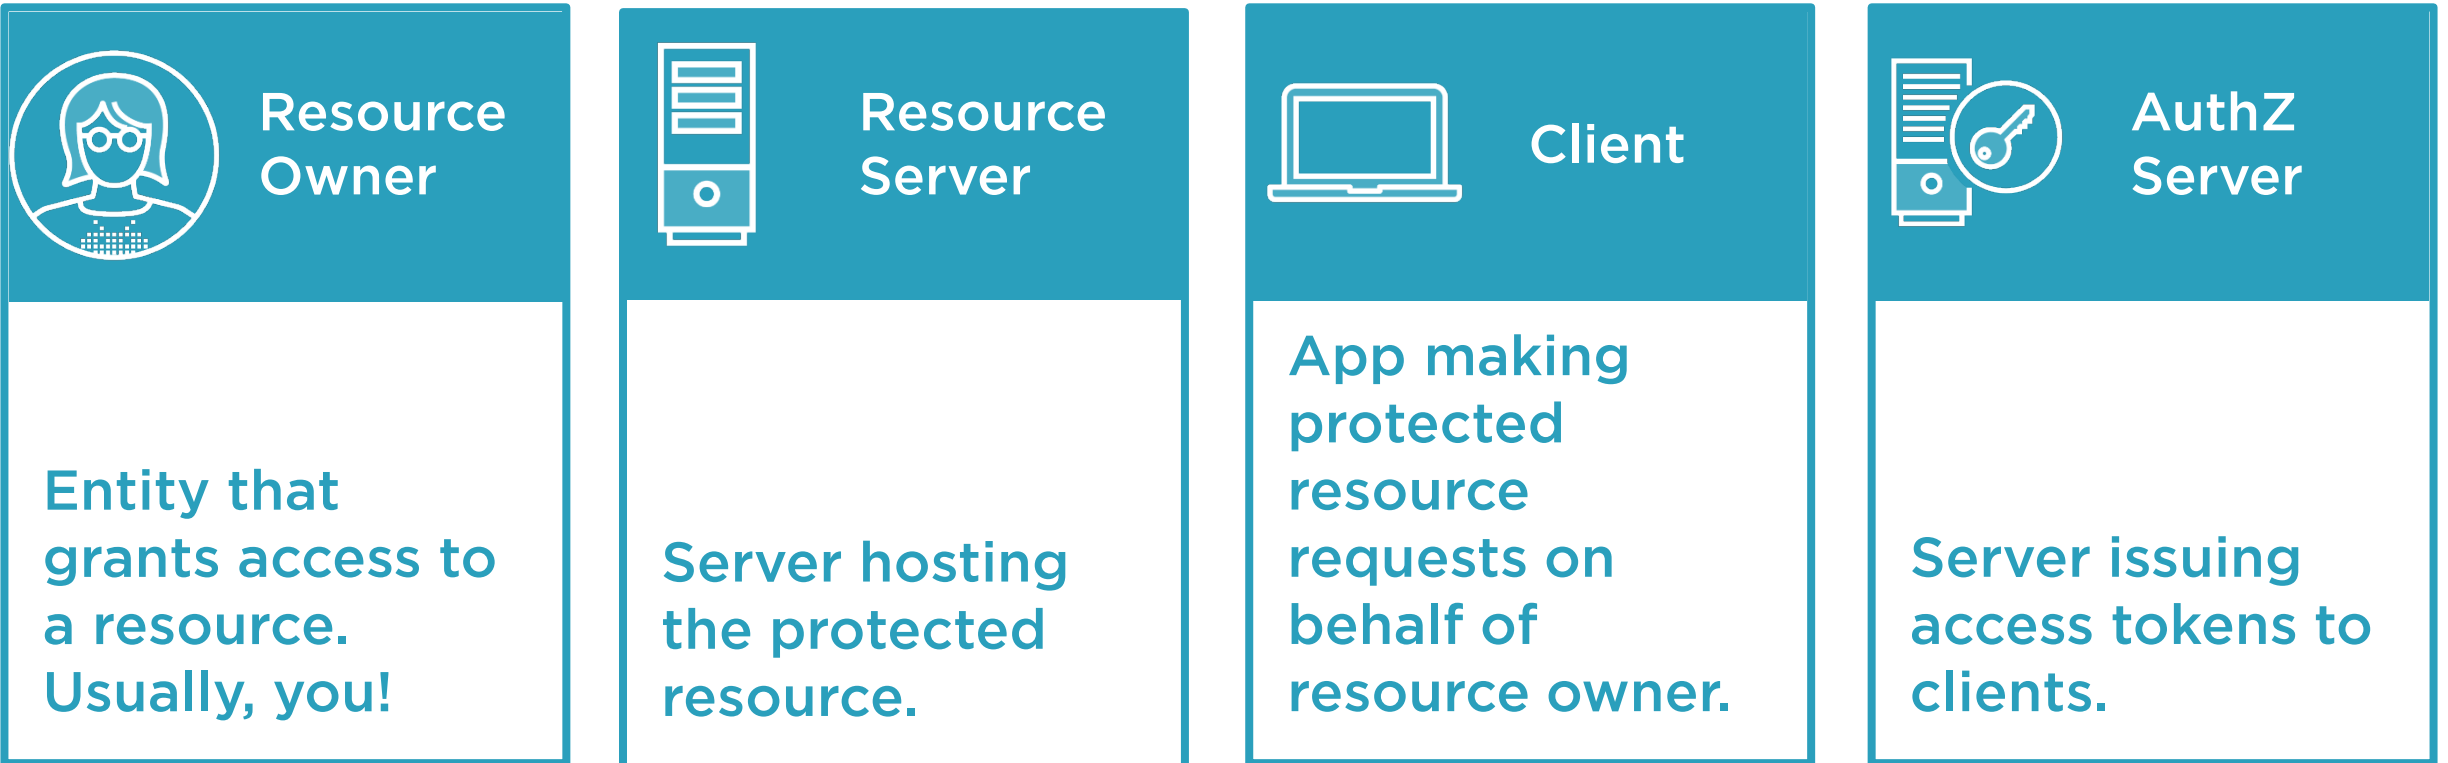 Resource
Owner
Entity that
grants access to
a resource.
Usually, you!
Resource
Server
Server hosting
the protected
resource.
Client
App making
protected
resource
requests on
behalf of
resource owner.
AuthZ
Server
Server issuing
access tokens to
clients.